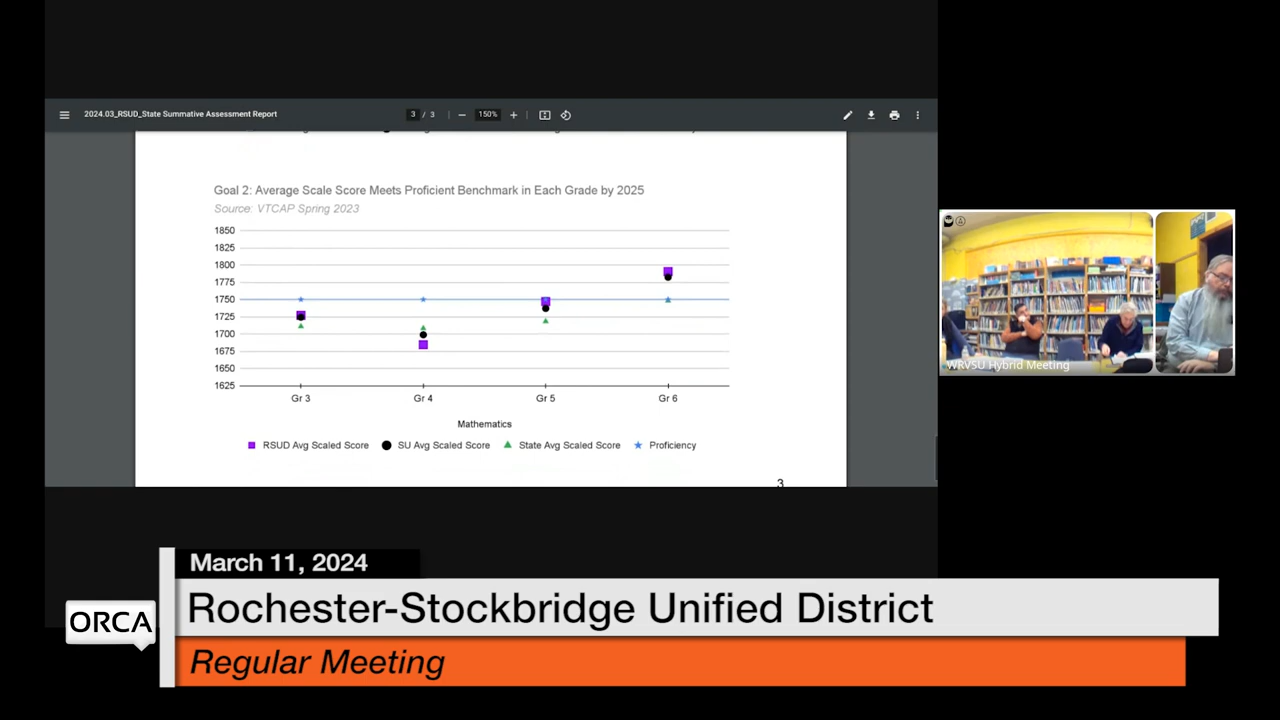 2024.03_RSUD_State Summative Assessment Report
3 / 3
150%
Goal 2: Average Scale Score Meets Proficient Benchmark in Each Grade by 2025
Source: VTCAP Spring 2023
1850
1825
1800
1775
1750
1725
1700
1675
1650
1625
Gr 3 Gr 4 Gr 5 Gr 6
Mathematics
RSUD Avg Scaled Score SU Avg Scaled Score State Avg Scaled Score Proficiency
3
WRVSU Hybrid Meeting
March 11, 2024
ORCA
Rochester-Stockbridge Unified District
Regular Meeting